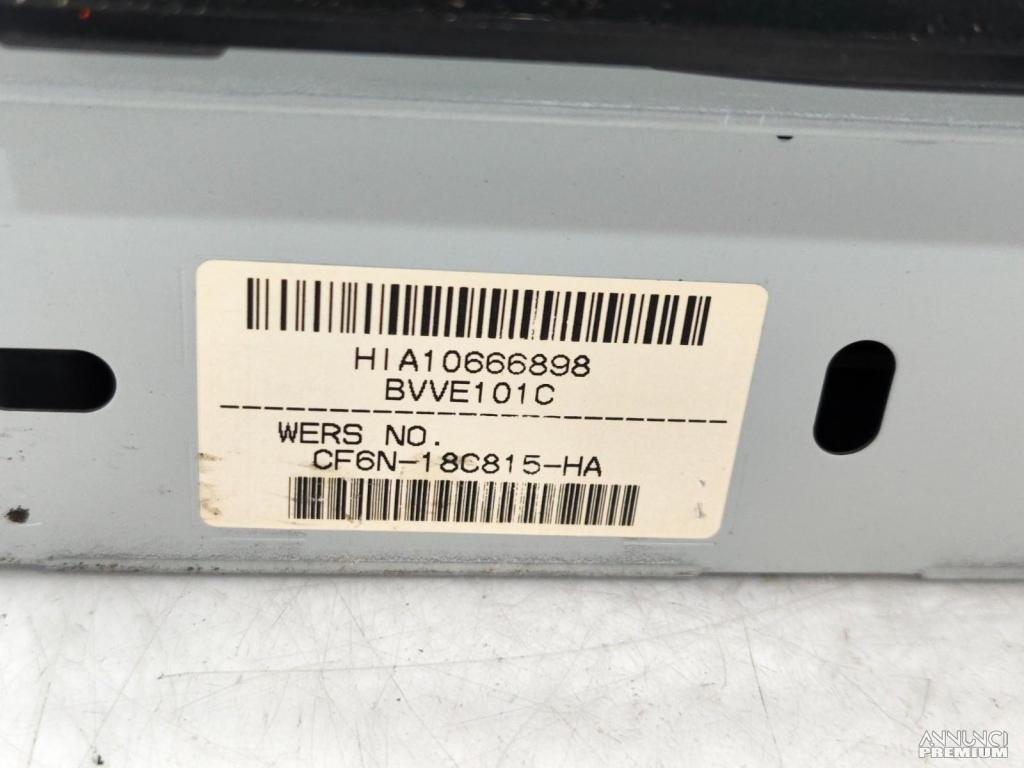 HIA10666898
BVVE101C
WERS NO.
CF6N-18C815-HA
ANNUNCI
PREMIUM